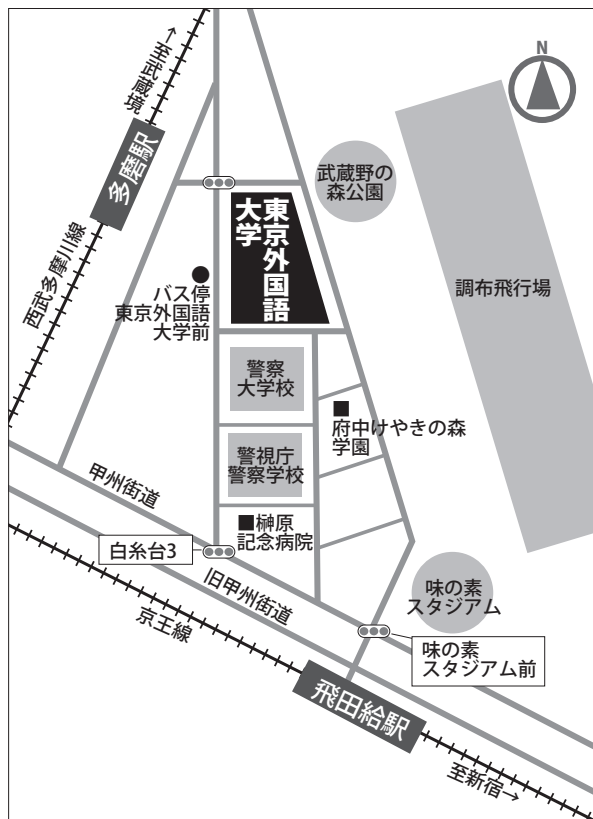 N
→至武蔵境
多磨駅
西武多摩川線
武蔵野の
森公園
東京外国語
大学
調布飛行場
バス停
東京外国語
大学前
警察
大学校
府中けやきの森
学園
警視庁
警察学校
甲州街道
榊原
記念病院
白糸台3
旧甲州街道
味の素
スタジアム
京王線
味の素
スタジアム前
飛田給駅
至新宿→